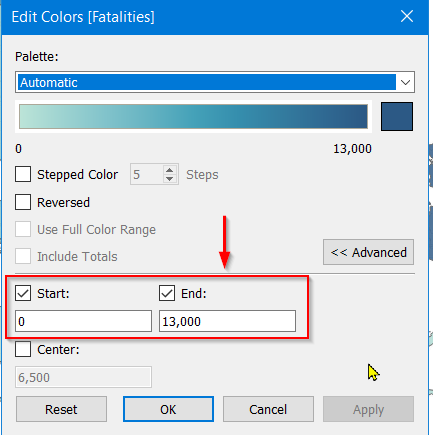 Edit Colors [Fatalities]
Palette:
Automatic
0 13,000
Stepped Color 5 Steps
Reversed
Use Full Color Range
Include Totals
<< Advanced
Start: End:
0 13,000
Center:
6,500
Reset OK Cancel Apply